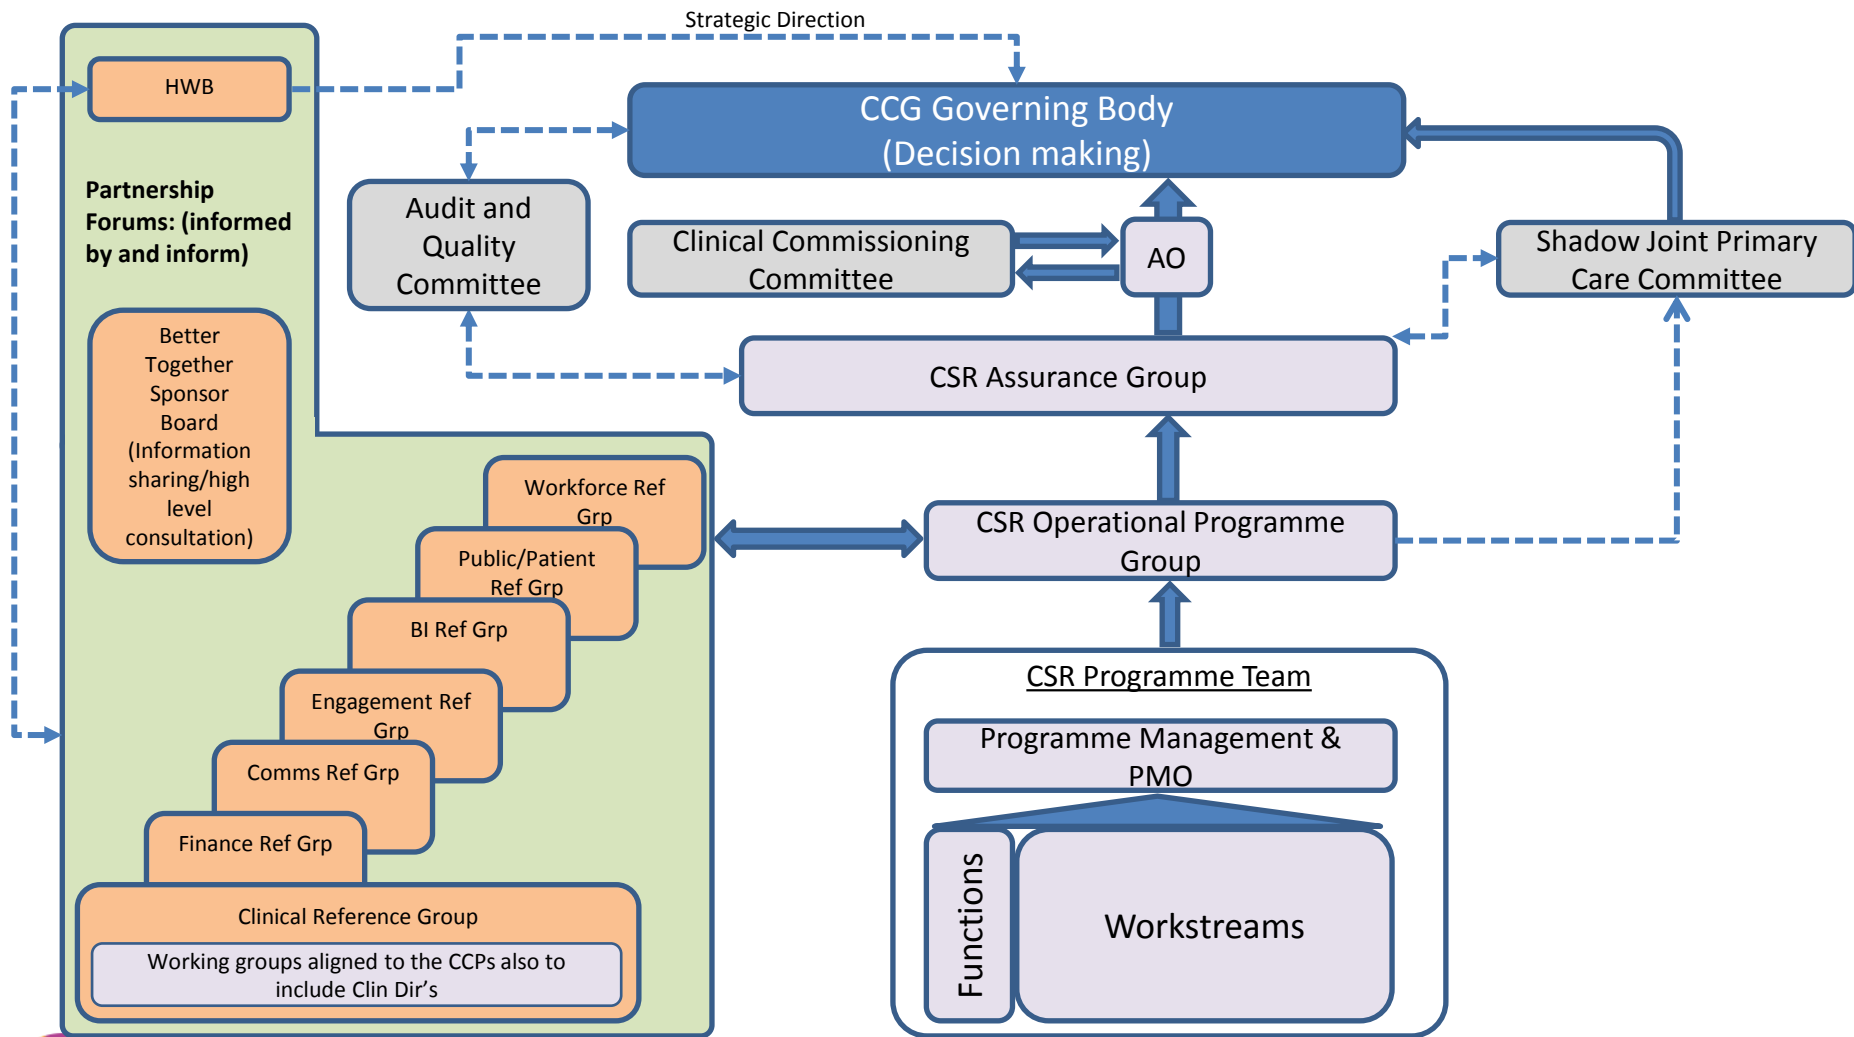 Strategic Direction
HWB
CCG Governing Body
(Decision making)
Partnership
Forums: (informed
by and inform)
Audit and
Quality
Committee
Clinical Commissioning
Committee
AO
Shadow Joint Primary
Care Committee
Better
Together
Sponsor
Board
(Information
sharing/high
level
consultation)
CSR Assurance Group
Workforce Ref
Grp
CSR Operational Programme
Group
Public/Patient
Ref Grp
BI Ref Grp
Engagement Ref
Grp
Comms Ref Grp
Finance Ref Grp
Clinical Reference Group
Working groups aligned to the CCPs also to
include Clin Dir's
CSR Programme Team
Programme Management &
PMO
Functions
Workstreams